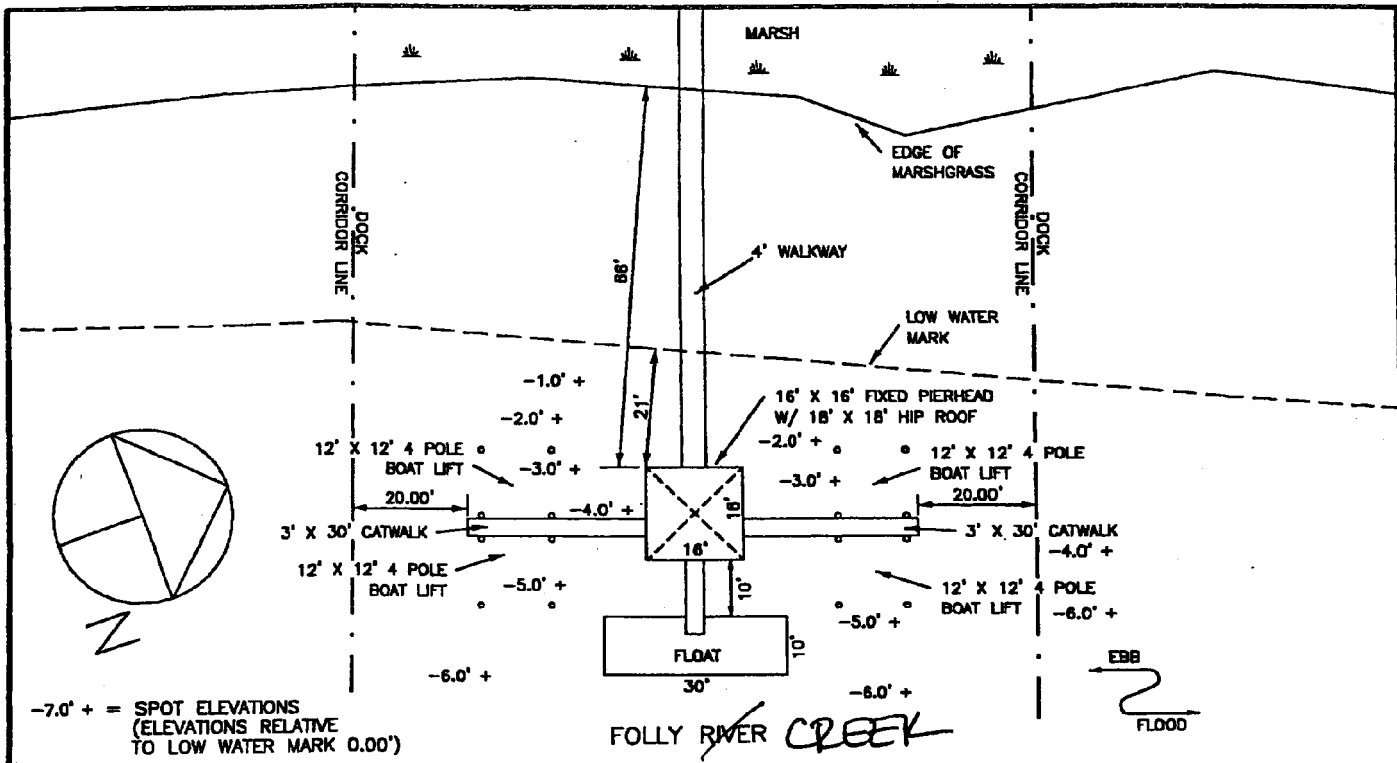 MARSH
EDGE OF
MARSHGRASS
DOCK
CORRIDOR LINE
DOCK
CORRIDOR LINE
66'
4' WALKWAY
LOW WATER
MARK
-1.0' +
21'
-2.0' +
16' X 16' FIXED PIERHEAD
W/ 18' X 18' HIP ROOF
-2.0' +
12' X 12' 4 POLE
BOAT LIFT
-3.0' +
12' X 12' 4 POLE
BOAT LIFT
-3.0' +
20.00'
20.00'
-4.0' +
16'
16'
3' X 30' CATWALK
3' X 30' CATWALK
-4.0' +
12' X 12' 4 POLE
BOAT LIFT
-5.0' +
10'
12' X 12' 4 POLE
BOAT LIFT
-6.0' +
-5.0' +
FLOAT
10'
30'
N
-6.0' +
-6.0' +
EBB
FLOOD
-7.0' + = SPOT ELEVATIONS
(ELEVATIONS RELATIVE
TO LOW WATER MARK 0.00')
FOLLY RIVER CREEK